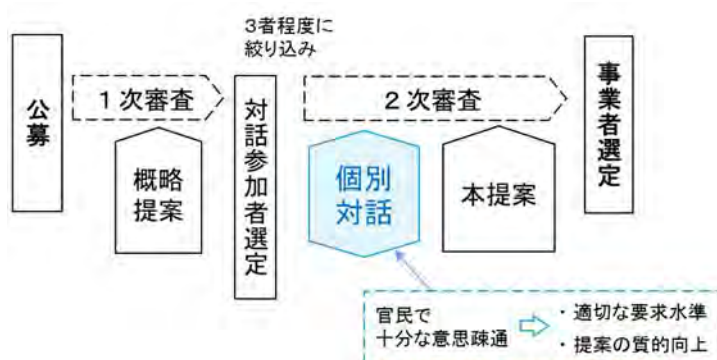 3者程度に
絞り込み
公募
1次審査
概略
提案
対話参加者選定
2次審査
個別
対話
本提案
事業者選定
官民で
十分な意思疎通
・適切な要求水準
・提案の質的向上